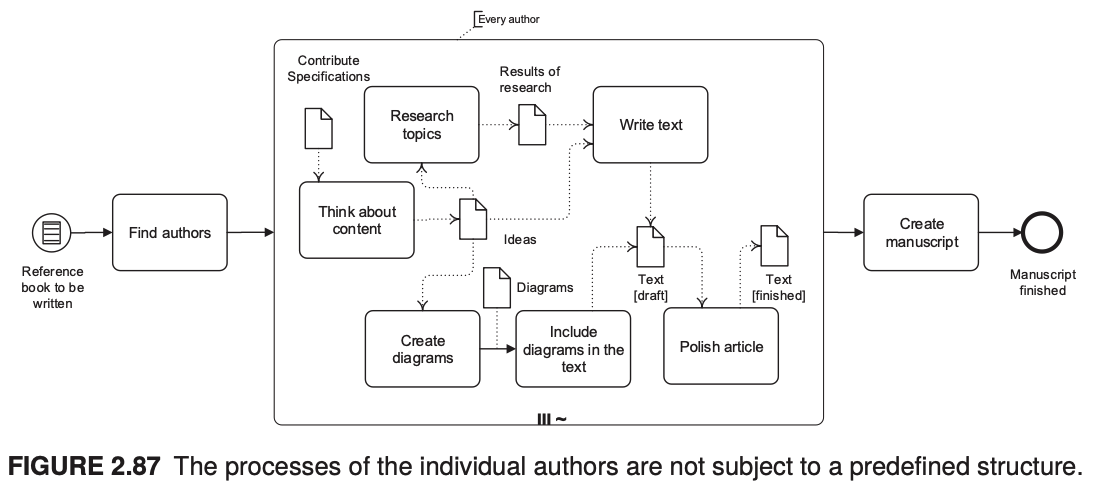 Every author
Contribute
Specifications
Results of
research
Research
topics
Write text
Think about
content
Find authors
Create
manuscript
Ideas
Reference
book to be
written
Manuscript
finished
Diagrams
Text
[draft]
Text
[finished]
Create
diagrams
Include
diagrams in the
text
Polish article
FIGURE 2.87 The processes of the individual authors are not subject to a predefined structure.